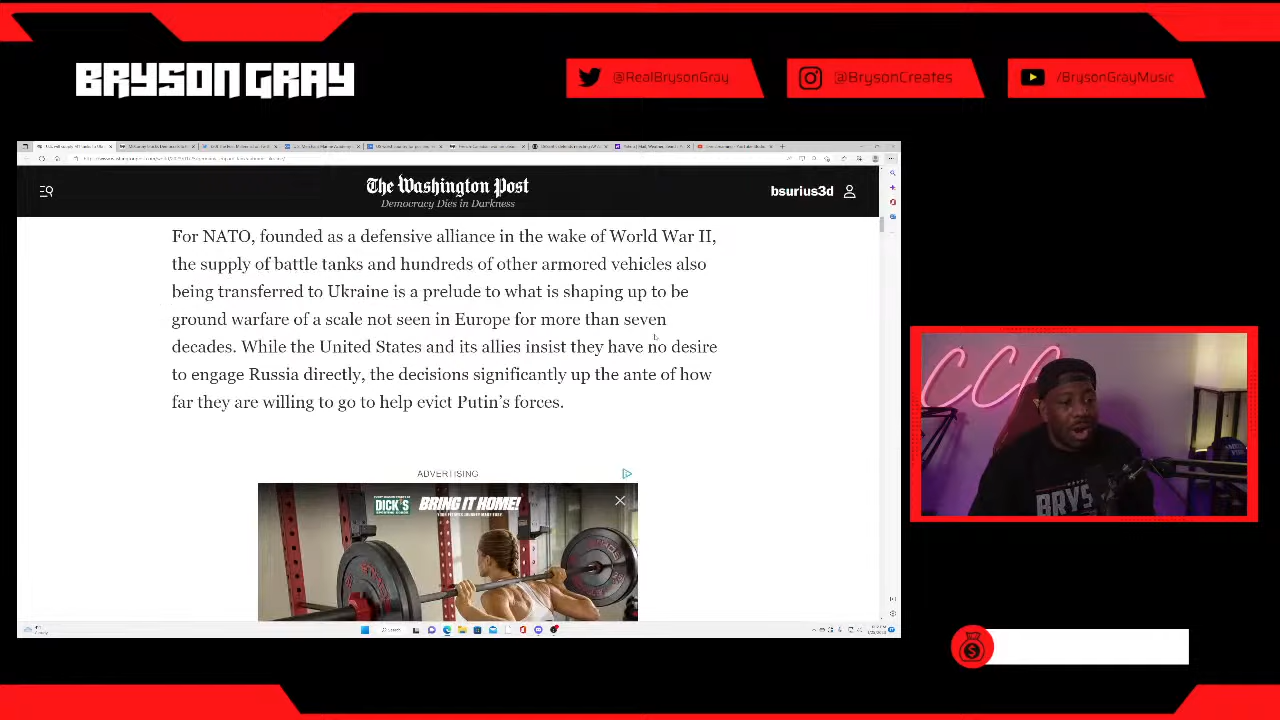 BRYSON GRAY
@RealBrysonGray
@BrysonCreates
/BrysonGrayMusic
The Washington Post
Democracy Dies in Darkness
bsurius3d
For NATO, founded as a defensive alliance in the wake of World War II,
the supply of battle tanks and hundreds of other armored vehicles also
being transferred to Ukraine is a prelude to what is shaping up to be
ground warfare of a scale not seen in Europe for more than seven
decades. While the United States and its allies insist they have no desire
to engage Russia directly, the decisions significantly up the ante of how
far they are willing to go to help evict Putin's forces.
ADVERTISING
DICK'S
BRING IT HOME!
CCC
BRYS